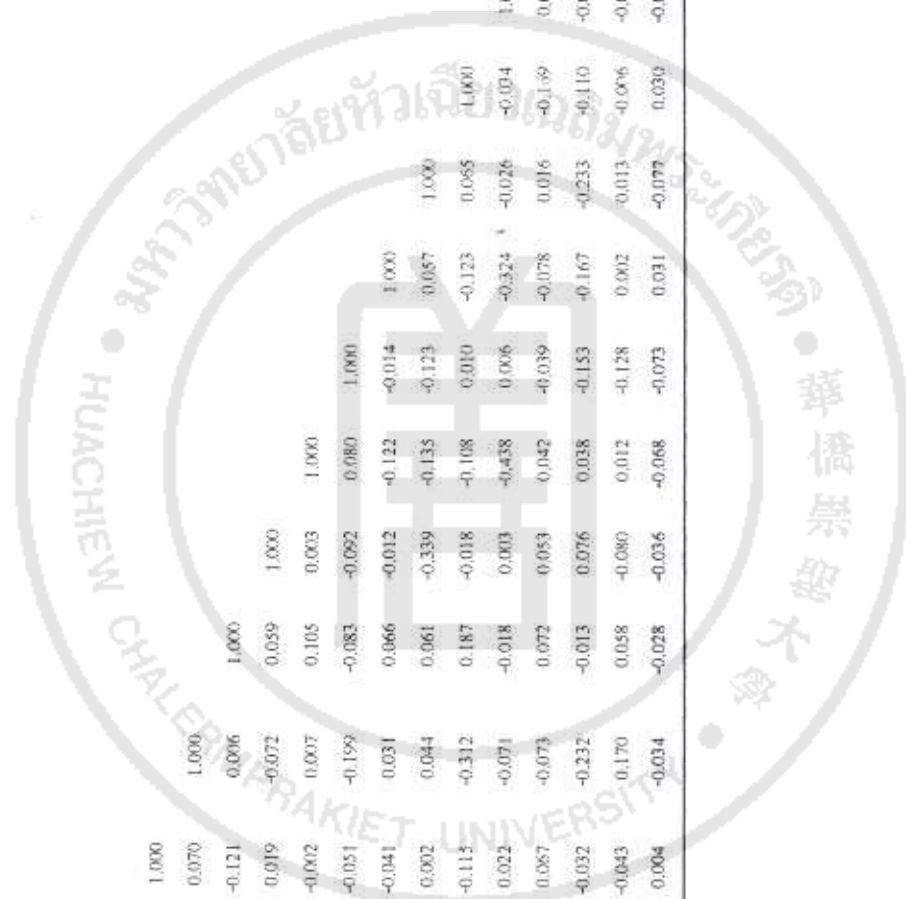 1.000
0.070 1.000
-0.121 0.006 1.000
0.019 -0.072 0.059 1.000
-0.002 0.007 0.105 0.003 1.000
-0.051 -0.199 -0.083 -0.092 0.080 1.000
-0.041 0.031 0.066 -0.012 -0.122 -0.014 1.000
0.002 0.044 0.061 -0.339 -0.135 -0.123 0.057 1.000
-0.115 -0.312 0.187 -0.018 -0.108 0.010 -0.123 0.065 1.000
0.022 -0.071 -0.018 0.003 -0.438 0.006 -0.324 -0.026 -0.034
0.067 -0.073 0.072 0.053 0.042 -0.039 -0.078 0.016 -0.169
-0.032 -0.232 -0.013 0.076 0.038 -0.153 -0.167 -0.233 -0.110
-0.043 0.170 0.058 -0.080 0.012 -0.128 0.002 0.013 -0.006
0.004 -0.034 -0.028 -0.036 -0.068 -0.073 0.031 -0.077 0.030
มหาวิทยาลัยหัวเฉียวเฉลิมพระเกียรติ
華僑崇聖大學
HUACHIEW CHALERMPRAKIET UNIVERSITY